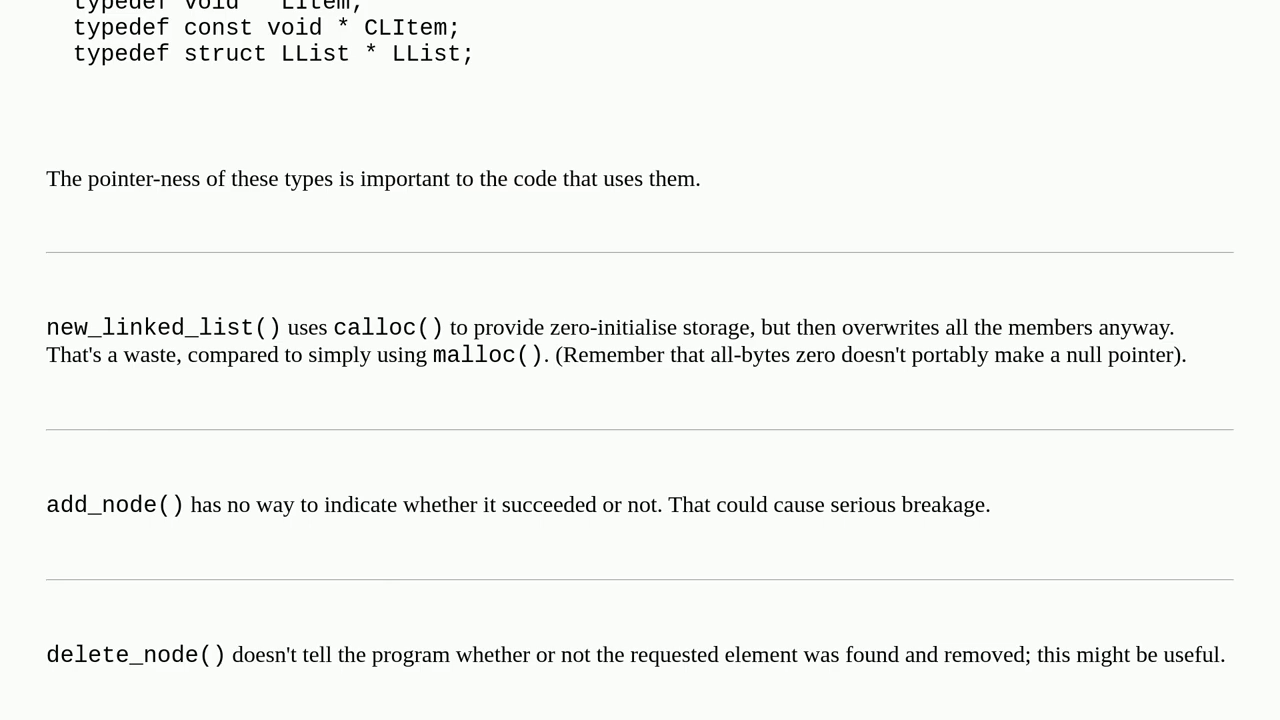 typedef void * LItem;
typedef const void * CLItem;
typedef struct LList * LList;
The pointer-ness of these types is important to the code that uses them.
new_linked_list() uses calloc() to provide zero-initialise storage, but then overwrites all the members anyway.
That's a waste, compared to simply using malloc(). (Remember that all-bytes zero doesn't portably make a null pointer).
add_node() has no way to indicate whether it succeeded or not. That could cause serious breakage.
delete_node() doesn't tell the program whether or not the requested element was found and removed; this might be useful.